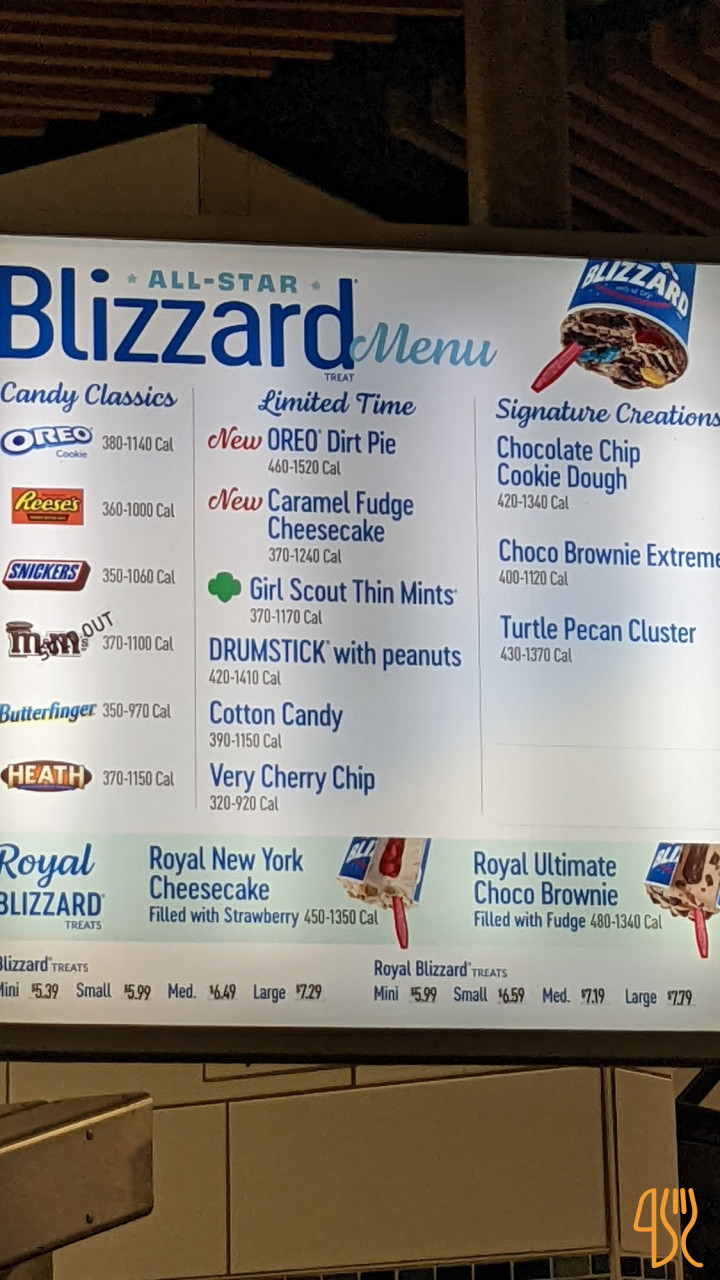 ALL-STAR
Blizzard® Menu
TREAT
BLIZZARD
Candy Classics
OREO Cookie 380-1140 Cal
Reese's 360-1000 Cal
SNICKERS 350-1060 Cal
m&m's SOLD OUT 370-1100 Cal
Butterfinger 350-970 Cal
HEATH 370-1150 Cal
Limited Time
New OREO® Dirt Pie
460-1520 Cal
New Caramel Fudge
Cheesecake
370-1240 Cal
Girl Scout Thin Mints®
370-1170 Cal
DRUMSTICK® with peanuts
420-1410 Cal
Cotton Candy
390-1150 Cal
Very Cherry Chip
320-920 Cal
Signature Creations
Chocolate Chip
Cookie Dough
420-1340 Cal
Choco Brownie Extreme
400-1120 Cal
Turtle Pecan Cluster
430-1370 Cal
Royal
BLIZZARD®
TREATS
Royal New York
Cheesecake
Filled with Strawberry 450-1350 Cal
BLI
Royal Ultimate
Choco Brownie
Filled with Fudge 480-1340 Cal
BLI
Blizzard® TREATS
Mini $5.39 Small $5.99 Med. $6.49 Large $7.29
Royal Blizzard® TREATS
Mini $5.99 Small $6.59 Med. $7.19 Large $7.79